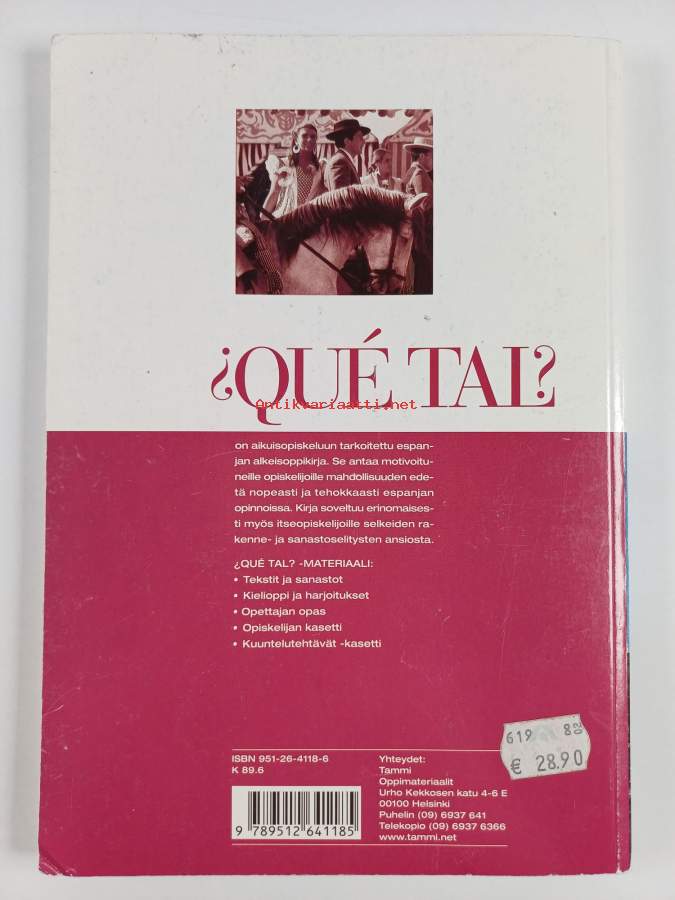 ¿QUÉ TAL?
Antikvariaatti.net
on aikuisopiskeluun tarkoitettu espan-
jan alkeisoppikirja. Se antaa motivoitu-
neille opiskelijoille mahdollisuuden ede-
tä nopeasti ja tehokkaasti espanjan
opinnoissa. Kirja soveltuu erinomaises-
ti myös itseopiskelijoille selkeiden ra-
kenne- ja sanastoselitysten ansiosta.
¿QUÉ TAL? -MATERIAALI:
• Tekstit ja sanastot
• Kielioppi ja harjoitukset
• Opettajan opas
• Opiskelijan kasetti
• Kuuntelutehtävät -kasetti
ISBN 951-26-4118-6
K 89.6
9 789512 641185
Yhteydet:
Tammi
Oppimateriaalit
Urho Kekkosen katu 4-6 E
00100 Helsinki
Puhelin (09) 6937 641
Telekopio (09) 6937 6366
www.tammi.net
619 8 02
€ 28.90